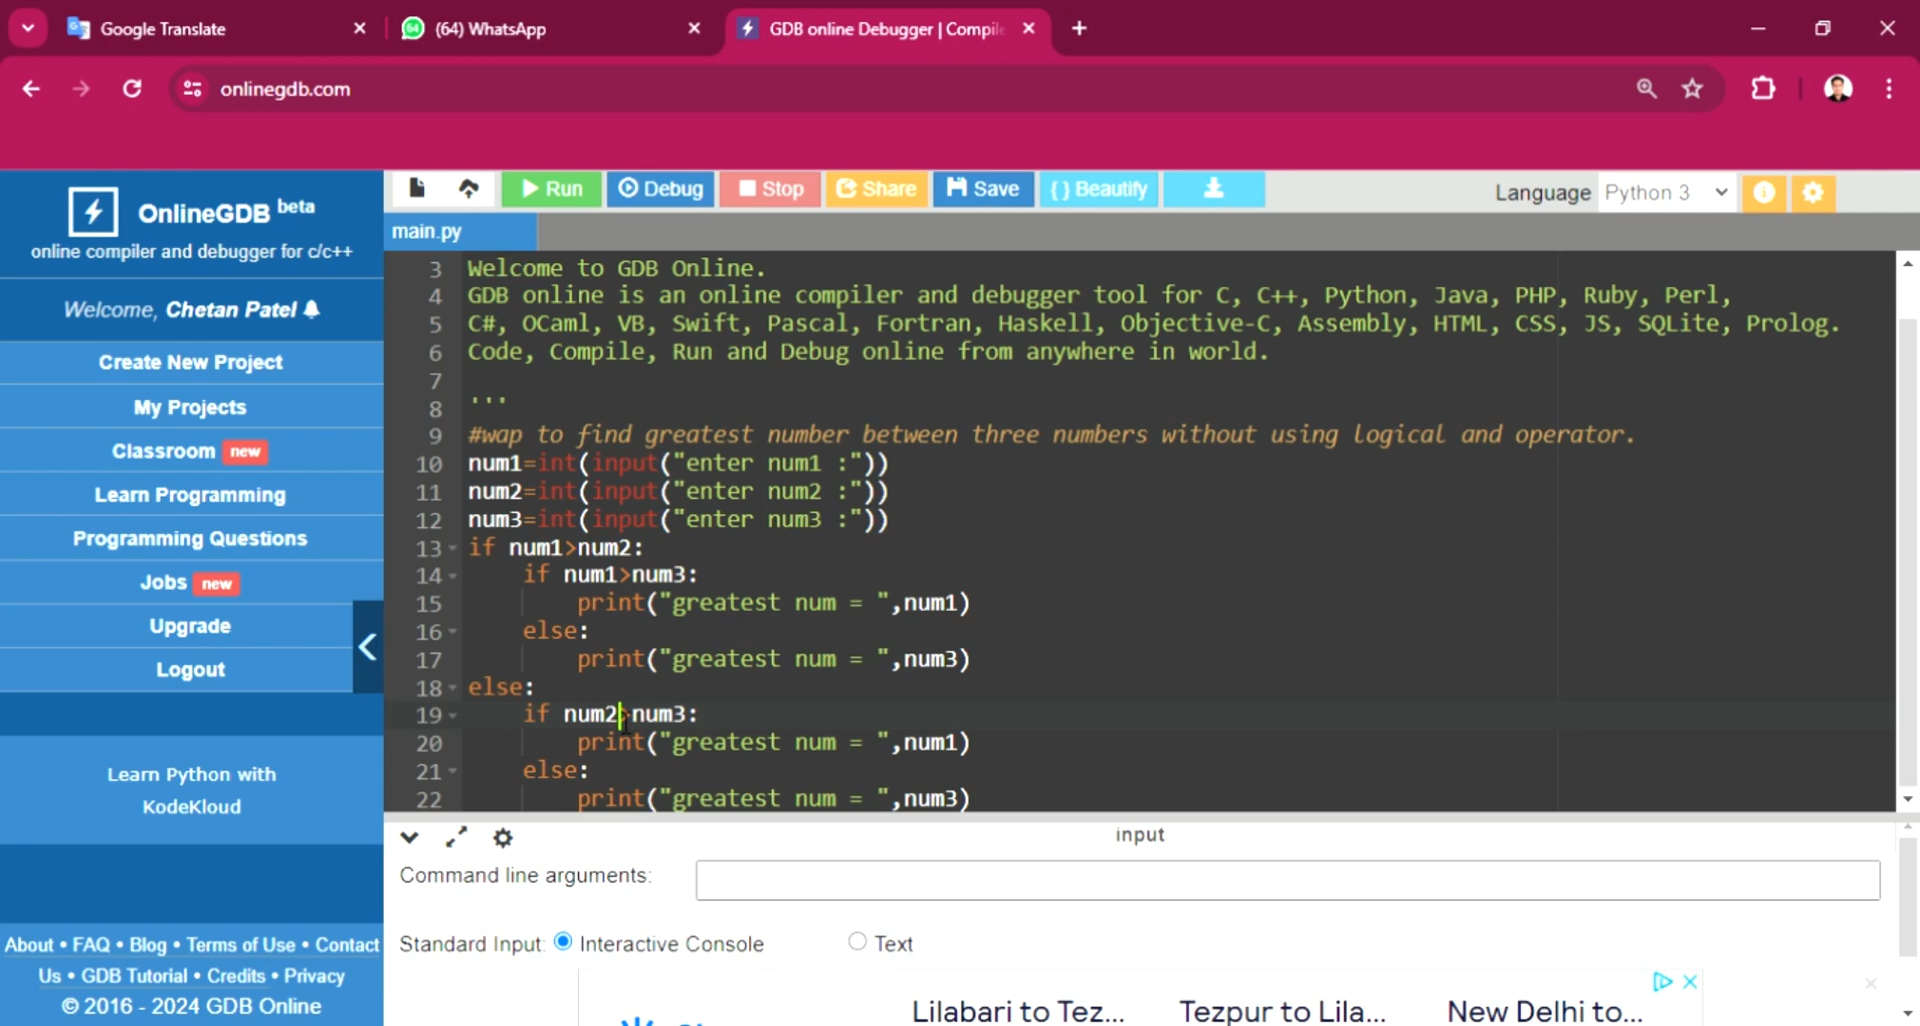 Google Translate
(64) WhatsApp
GDB online Debugger | Compile
onlinegdb.com
OnlineGDB beta
online compiler and debugger for c/c++
Welcome, Chetan Patel
Create New Project
My Projects
Classroom new
Learn Programming
Programming Questions
Jobs new
Upgrade
Logout
Learn Python with
KodeKloud
About • FAQ • Blog • Terms of Use • Contact
Us • GDB Tutorial • Credits • Privacy
© 2016 - 2024 GDB Online
Run Debug Stop Share Save { } Beautify
Language Python 3
main.py
3 Welcome to GDB Online.
4 GDB online is an online compiler and debugger tool for C, C++, Python, Java, PHP, Ruby, Perl,
5 C#, OCaml, VB, Swift, Pascal, Fortran, Haskell, Objective-C, Assembly, HTML, CSS, JS, SQLite, Prolog.
6 Code, Compile, Run and Debug online from anywhere in world.
7
8 '''
9 #wap to find greatest number between three numbers without using logical and operator.
10 num1=int(input("enter num1 :"))
11 num2=int(input("enter num2 :"))
12 num3=int(input("enter num3 :"))
13 if num1>num2:
14 if num1>num3:
15 print("greatest num = ",num1)
16 else:
17 print("greatest num = ",num3)
18 else:
19 if num2>num3:
20 print("greatest num = ",num1)
21 else:
22 print("greatest num = ",num3)
input
Command line arguments:
Standard Input: Interactive Console Text
Lilabari to Tez... Tezpur to Lila... New Delhi to...